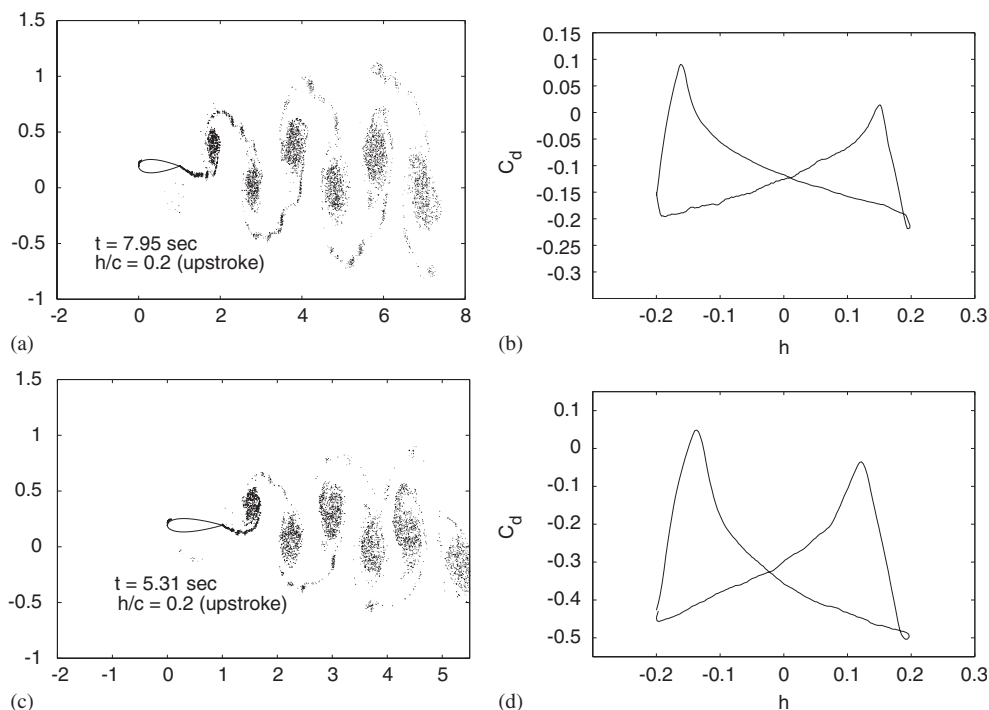 1.5
1
0.5
0
-0.5
-1
t = 7.95 sec
h/c = 0.2 (upstroke)
-2 0 2 4 6 8
(a)
0.15
0.1
0.05
0
-0.05
-0.1
-0.15
-0.2
-0.25
-0.3
C_d
-0.2 -0.1 0 0.1 0.2 0.3
h
(b)
1.5
1
0.5
0
-0.5
-1
t = 5.31 sec
h/c = 0.2 (upstroke)
-2 -1 0 1 2 3 4 5
(c)
0.1
0
-0.1
-0.2
-0.3
-0.4
-0.5
C_d
-0.2 -0.1 0 0.1 0.2 0.3
h
(d)